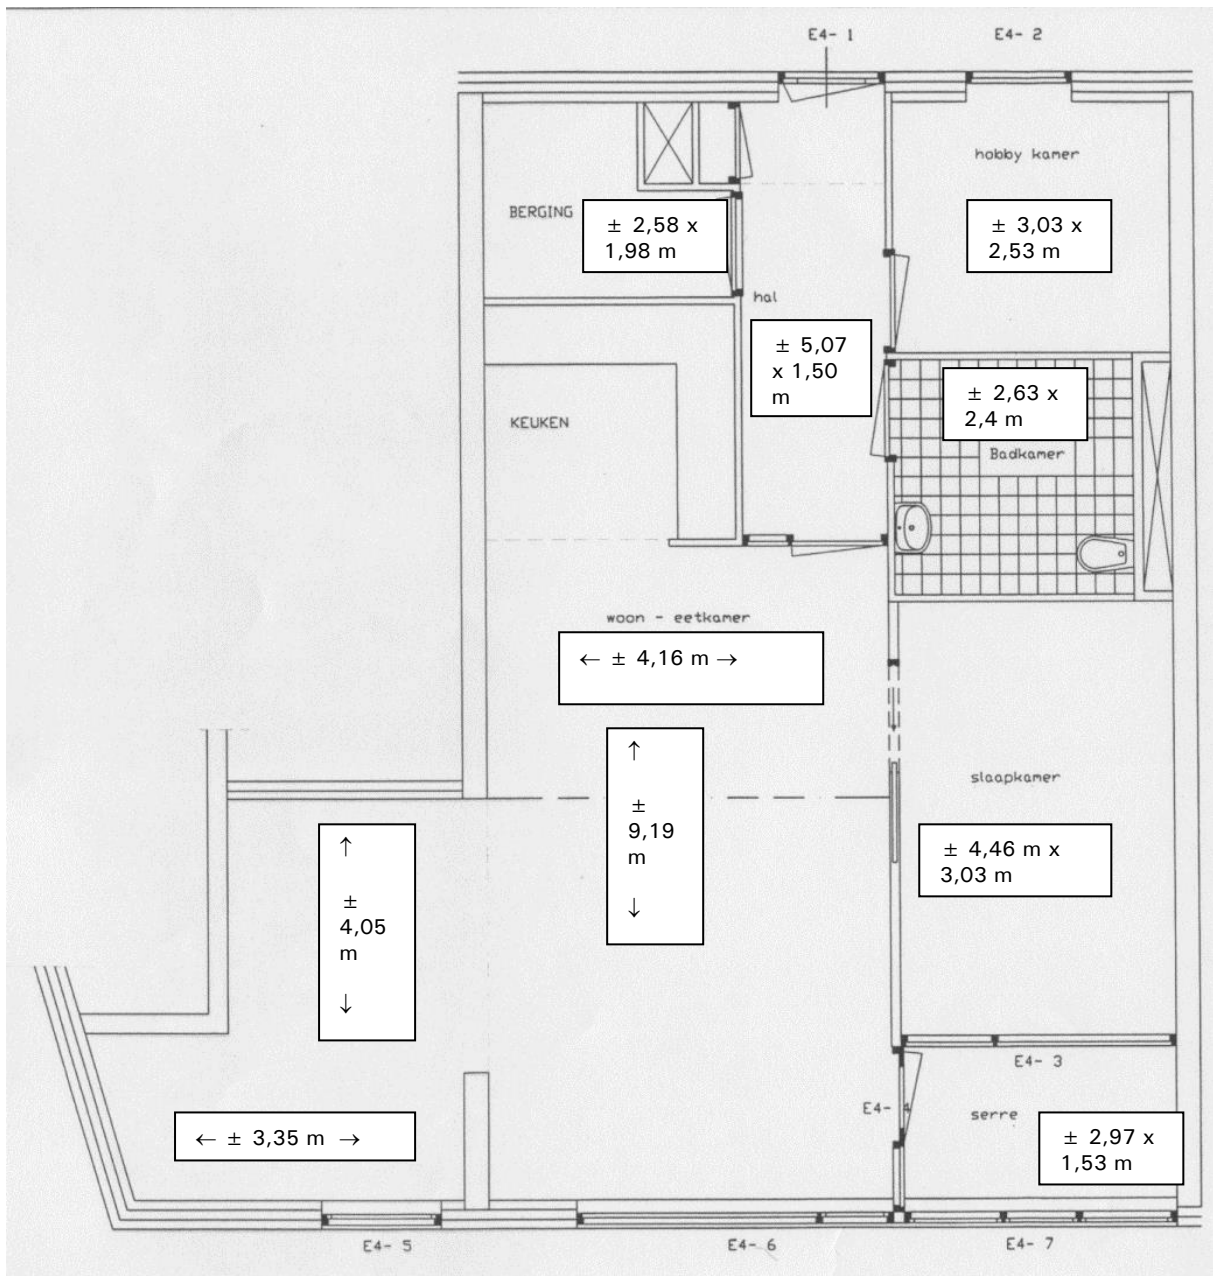 E4- 1
E4- 2
hobby kamer
± 3,03 x
2,53 m
BERGING
± 2,58 x
1,98 m
hal
± 5,07
x 1,50
m
± 2,63 x
2,4 m
Badkamer
KEUKEN
woon - eetkamer
← ± 4,16 m →
↑
±
9,19
m
↓
slaapkamer
± 4,46 m x
3,03 m
↑
±
4,05
m
↓
E4- 3
E4- 4
serre
± 2,97 x
1,53 m
← ± 3,35 m →
E4- 5
E4- 6
E4- 7